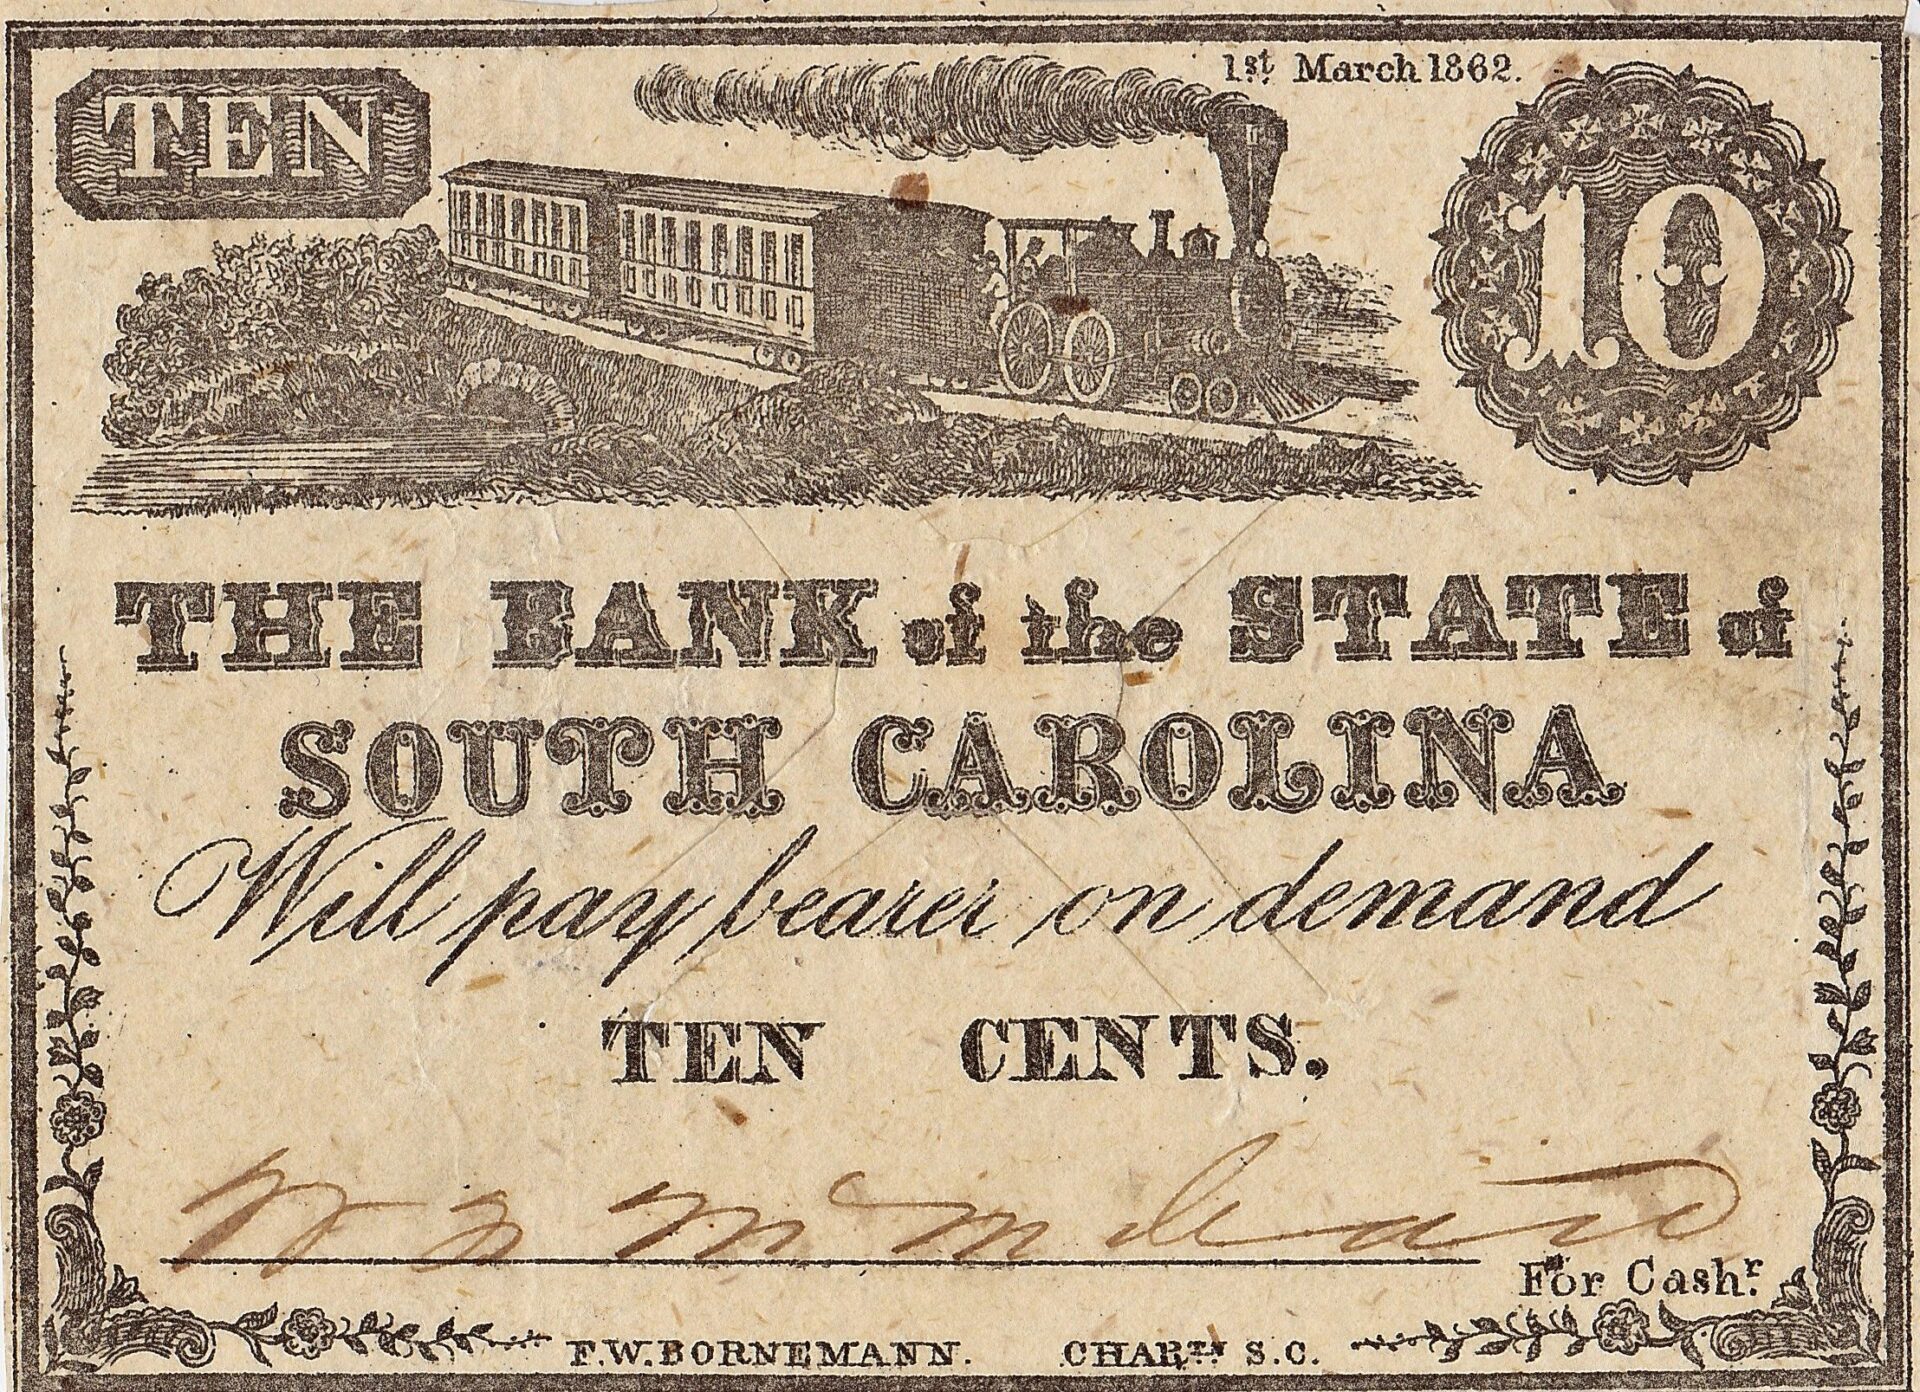 1st March 1862.
TEN
10
THE BANK of the STATE of
SOUTH CAROLINA
Will pay bearer on demand
TEN CENTS.
For Cashr.
F.W. BORNEMANN. CHARTN S.C.